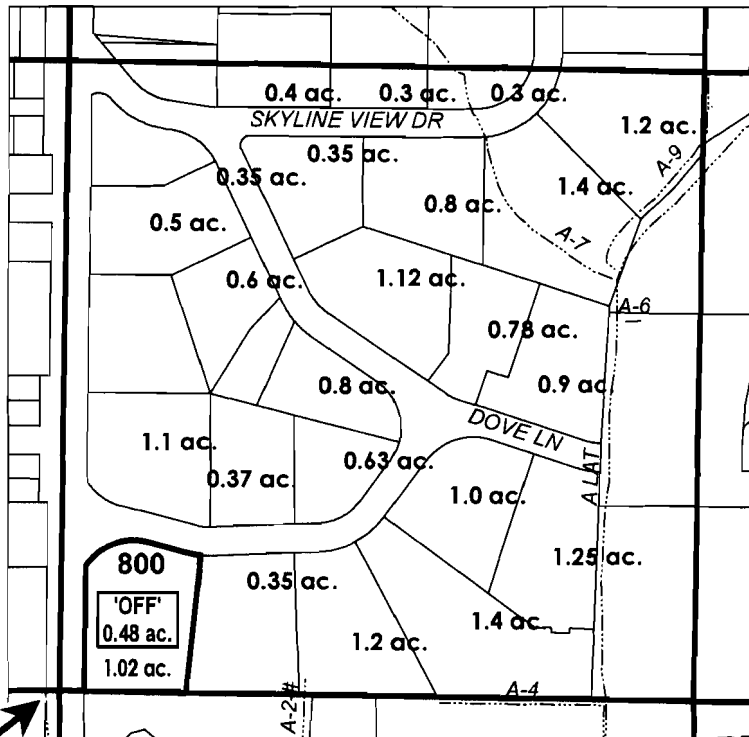 0.4 ac.
0.3 ac.
0.3 ac.
SKYLINE VIEW DR
1.2 ac.
0.35 ac.
A-9
0.35 ac.
1.4 ac.
0.8 ac.
0.5 ac.
A-7
0.6 ac.
1.12 ac.
A-6
0.78 ac.
0.8 ac.
0.9 ac
DOVE LN
1.1 ac.
0.63 ac.
0.37 ac.
A LAT
1.0 ac.
800
1.25 ac.
0.35 ac.
'OFF'
0.48 ac.
1.4 ac
1.2 ac.
1.02 ac.
A-4
A-2-#